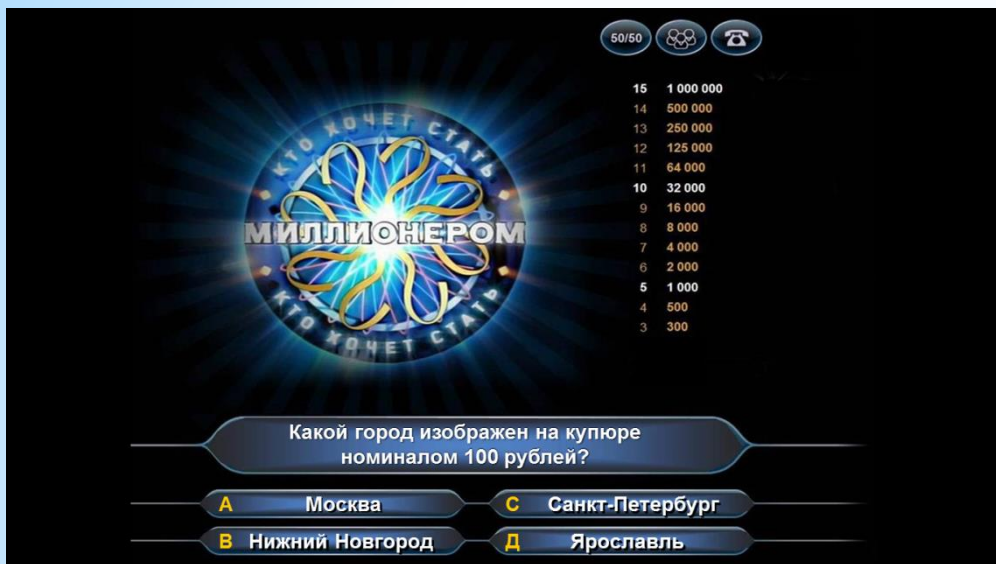 50/50
15 1 000 000
14 500 000
13 250 000
12 125 000
11 64 000
10 32 000
9 16 000
8 8 000
7 4 000
6 2 000
5 1 000
4 500
3 300
КТО ХОЧЕТ СТАТЬ
МИЛЛИОНЕРОМ
КТО ХОЧЕТ СТАТЬ
Какой город изображен на купюре
номиналом 100 рублей?
А Москва
С Санкт-Петербург
В Нижний Новгород
Д Ярославль